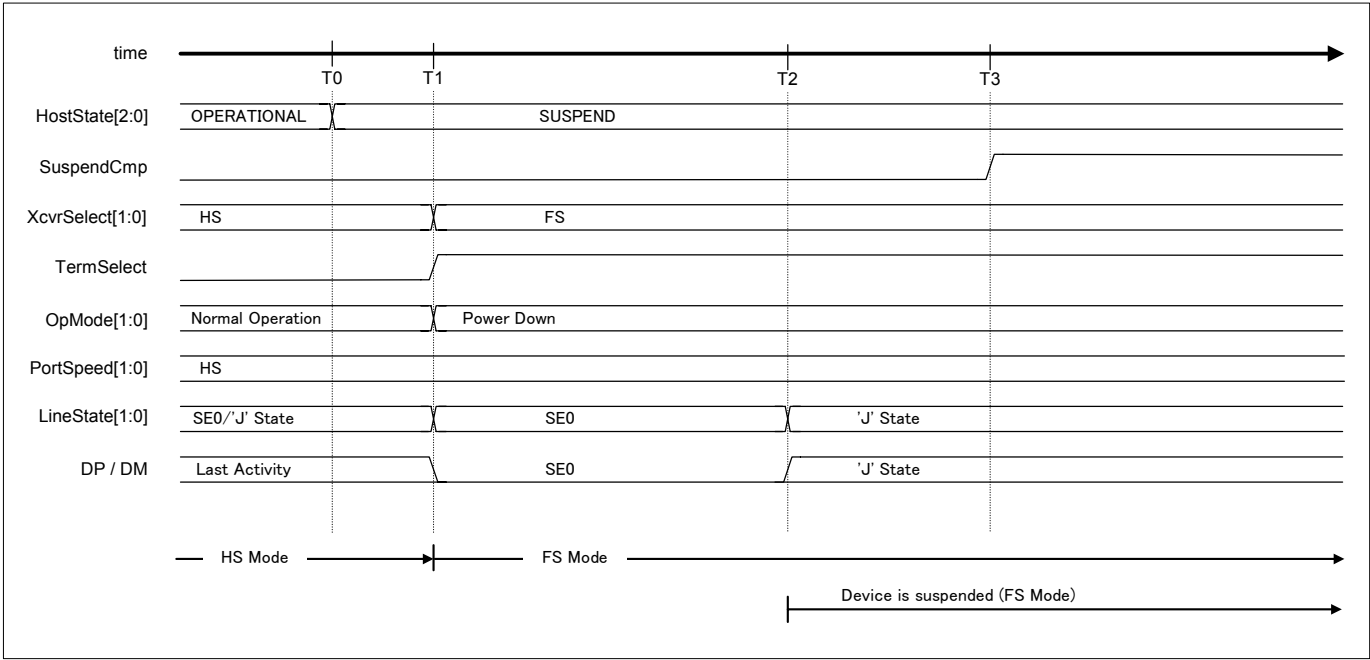 time
T0 T1 T2 T3
HostState[2:0] OPERATIONAL SUSPEND
SuspendCmp
XcvrSelect[1:0] HS FS
TermSelect
OpMode[1:0] Normal Operation Power Down
PortSpeed[1:0] HS
LineState[1:0] SE0/'J' State SE0 'J' State
DP / DM Last Activity SE0 'J' State
HS Mode FS Mode
Device is suspended (FS Mode)